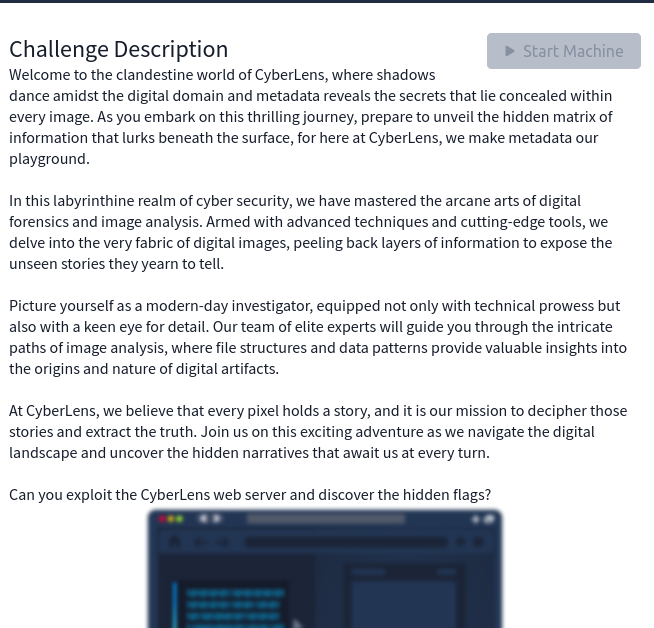 Challenge Description
Start Machine
Welcome to the clandestine world of CyberLens, where shadows
dance amidst the digital domain and metadata reveals the secrets that lie concealed within
every image. As you embark on this thrilling journey, prepare to unveil the hidden matrix of
information that lurks beneath the surface, for here at CyberLens, we make metadata our
playground.
In this labyrinthine realm of cyber security, we have mastered the arcane arts of digital
forensics and image analysis. Armed with advanced techniques and cutting-edge tools, we
delve into the very fabric of digital images, peeling back layers of information to expose the
unseen stories they yearn to tell.
Picture yourself as a modern-day investigator, equipped not only with technical prowess but
also with a keen eye for detail. Our team of elite experts will guide you through the intricate
paths of image analysis, where file structures and data patterns provide valuable insights into
the origins and nature of digital artifacts.
At CyberLens, we believe that every pixel holds a story, and it is our mission to decipher those
stories and extract the truth. Join us on this exciting adventure as we navigate the digital
landscape and uncover the hidden narratives that await us at every turn.
Can you exploit the CyberLens web server and discover the hidden flags?